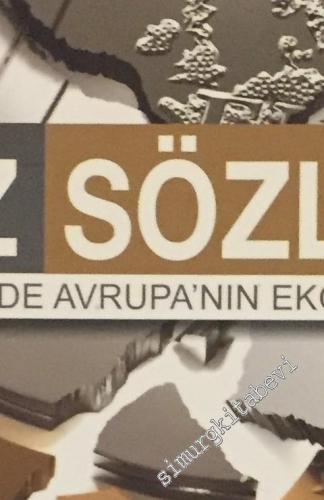 Z SÖZL
DE AVRUPA'NIN EKO
simurgkitabevi